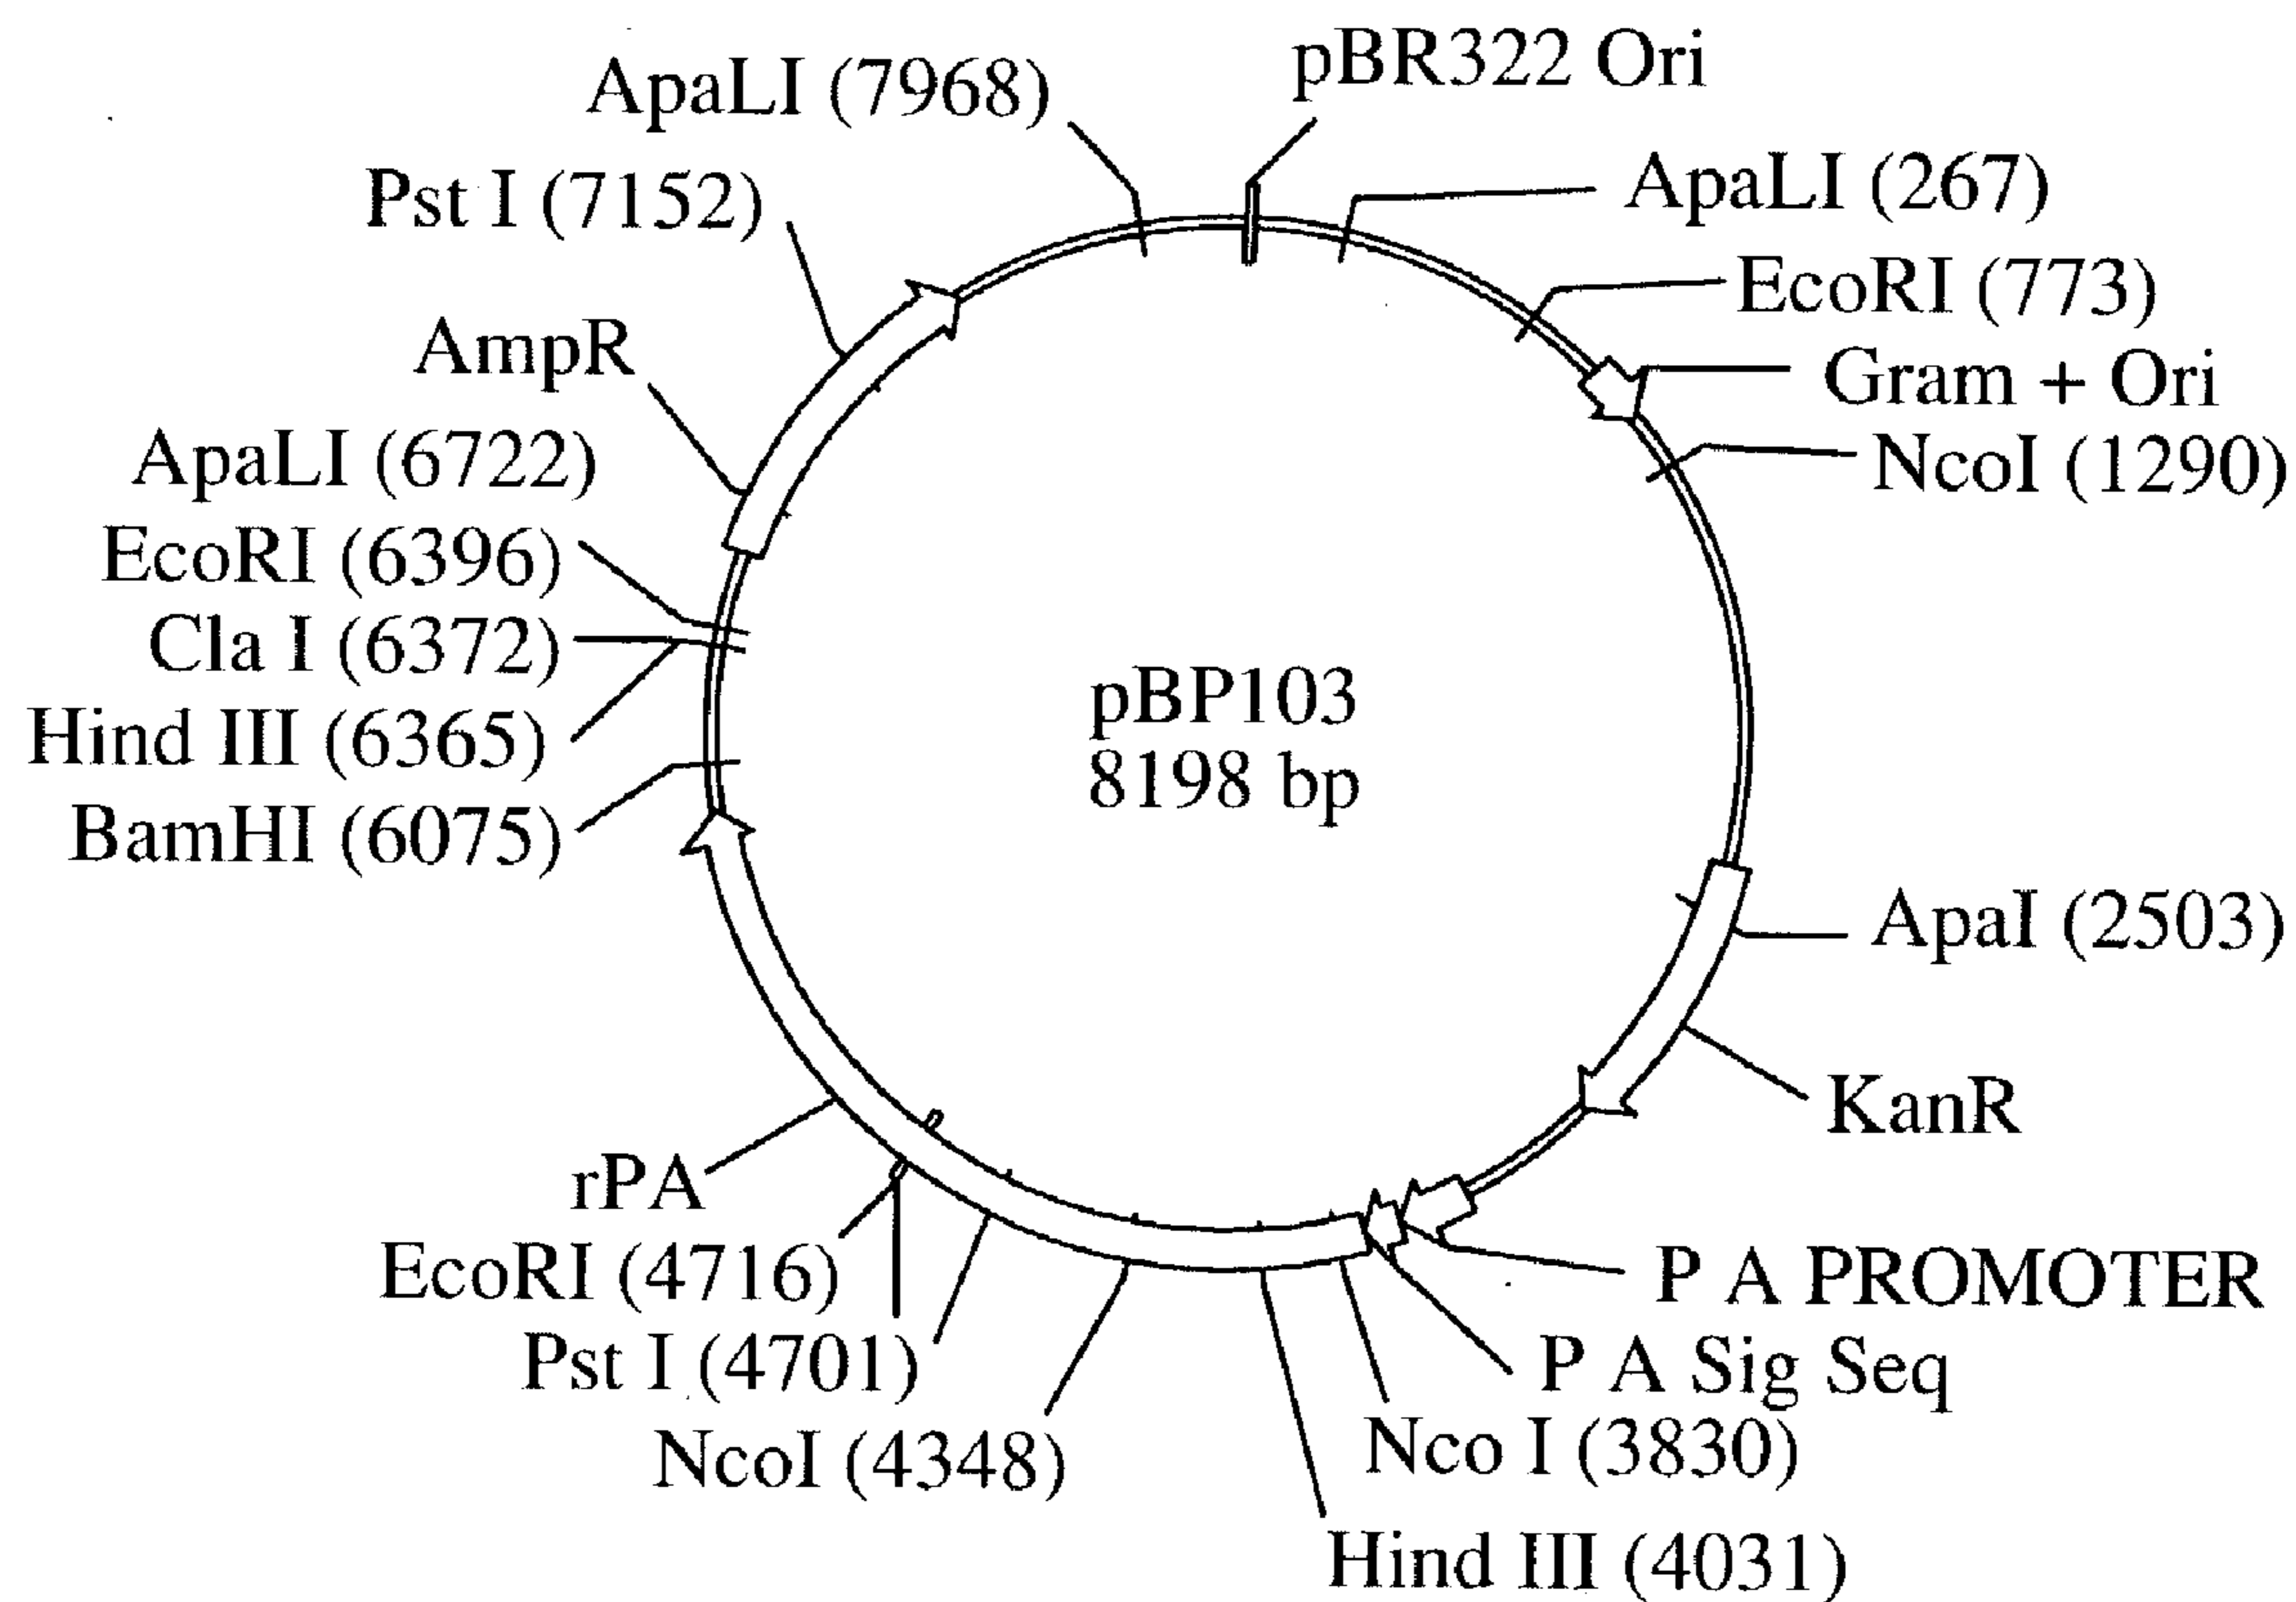 pBR322 Ori
ApaLI (7968)
ApaLI (267)
Pst I (7152)
EcoRI (773)
AmpR
Gram + Ori
ApaLI (6722)
NcoI (1290)
EcoRI (6396)
Cla I (6372)
Hind III (6365)
pBP103
8198 bp
BamHI (6075)
ApaI (2503)
KanR
rPA
EcoRI (4716)
P A PROMOTER
Pst I (4701)
P A Sig Seq
NcoI (4348)
Nco I (3830)
Hind III (4031)